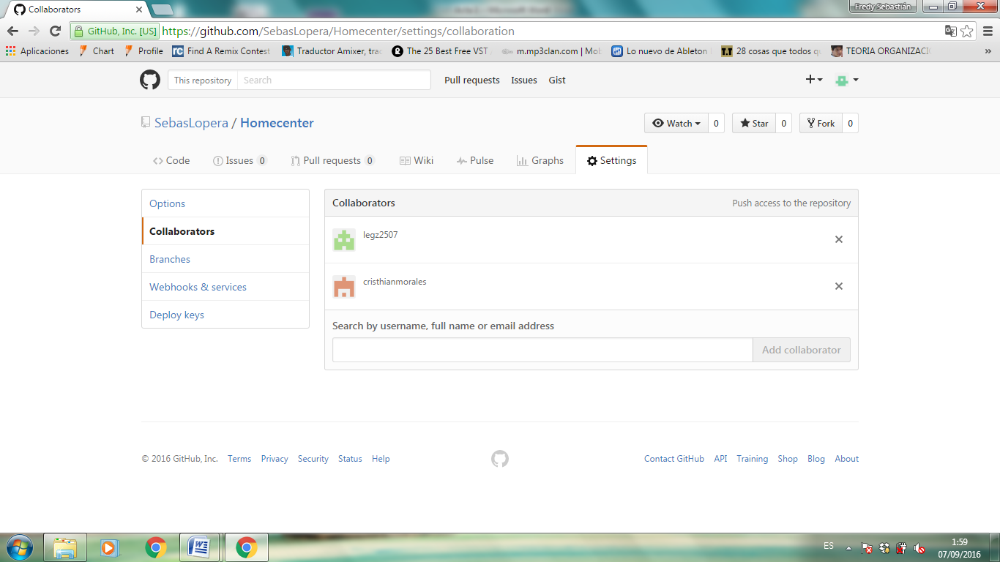 Collaborators
Fredy Sebastián
GitHub, Inc. [US] https://github.com/SebasLopera/Homecenter/settings/collaboration
Aplicaciones Chart Profile Find A Remix Contest Traductor Amixer, trac The 25 Best Free VST m.mp3clan.com | Mob Lo nuevo de Ableton 28 cosas que todos qu TEORIA ORGANIZACIO »
This repository Search Pull requests Issues Gist
SebasLopera / Homecenter Watch 0 Star 0 Fork 0
Code Issues 0 Pull requests 0 Wiki Pulse Graphs Settings
Options
Collaborators
Branches
Webhooks & services
Deploy keys
Collaborators Push access to the repository
legz2507
cristhianmorales
Search by username, full name or email address
Add collaborator
© 2016 GitHub, Inc. Terms Privacy Security Status Help Contact GitHub API Training Shop Blog About
ES 1:59
07/09/2016